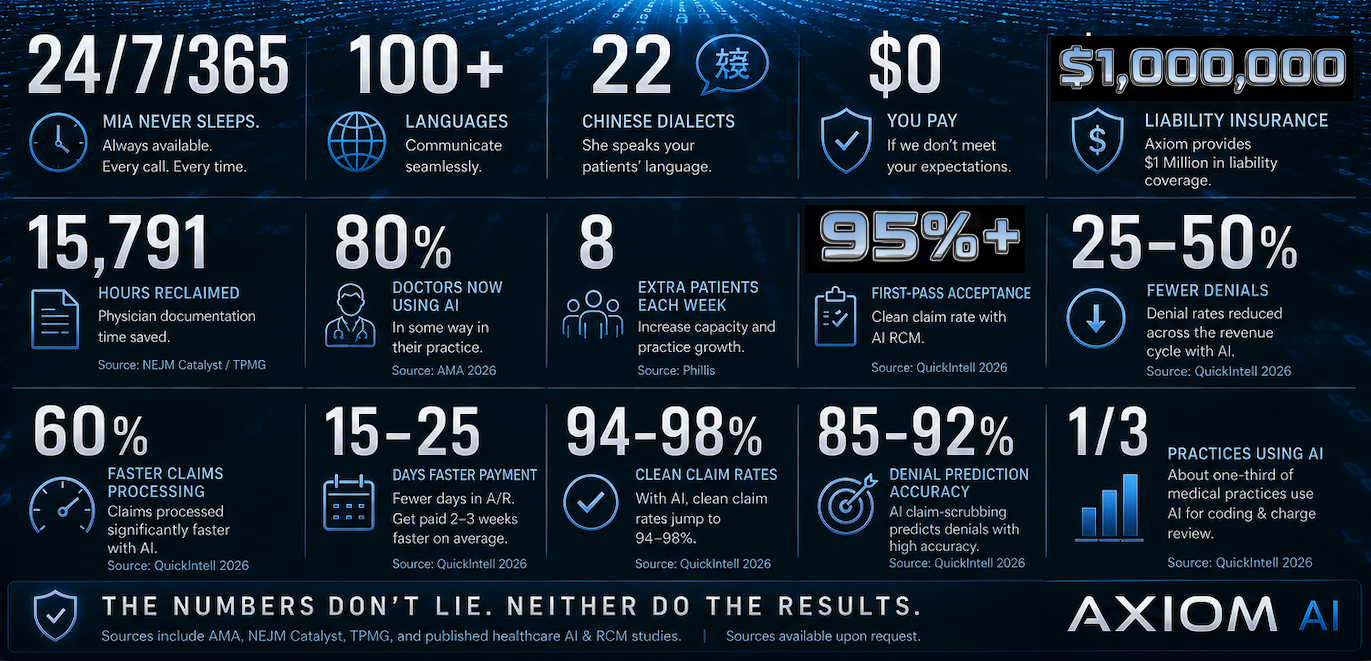 24/7/365
MIA NEVER SLEEPS.
Always available.
Every call. Every time.
100+
LANGUAGES
Communicate
seamlessly.
22
CHINESE DIALECTS
She speaks your
patients' language.
$0
YOU PAY
If we don't meet
your expectations.
$1,000,000
$
LIABILITY INSURANCE
Axiom provides
$1 Million in liability
coverage.
15,791
HOURS RECLAIMED
Physician documentation
time saved.
Source: NEJM Catalyst / TPMG
80%
DOCTORS NOW
USING AI
In some way in
their practice.
Source: AMA 2026
8
EXTRA PATIENTS
EACH WEEK
Increase capacity and
practice growth.
Source: Phillis
95%+
FIRST-PASS ACCEPTANCE
Clean claim rate with
AI RCM.
Source: QuickIntell 2026
25–50%
FEWER DENIALS
Denial rates reduced
across the revenue
cycle with AI.
Source: QuickIntell 2026
60%
FASTER CLAIMS
PROCESSING
Claims processed
significantly faster
with AI.
Source: QuickIntell 2026
15–25
DAYS FASTER PAYMENT
Fewer days in A/R.
Get paid 2–3 weeks
faster on average.
Source: QuickIntell 2026
94–98%
CLEAN CLAIM RATES
With AI, clean claim
rates jump to
94–98%.
Source: QuickIntell 2026
85–92%
DENIAL PREDICTION
ACCURACY
AI claim-scrubbing
predicts denials with
high accuracy.
Source: QuickIntell 2026
1/3
PRACTICES USING AI
About one-third of
medical practices use
AI for coding & charge
review.
Source: QuickIntell 2026
THE NUMBERS DON'T LIE. NEITHER DO THE RESULTS.
Sources include AMA, NEJM Catalyst, TPMG, and published healthcare AI & RCM studies. | Sources available upon request.
AXIOM AI